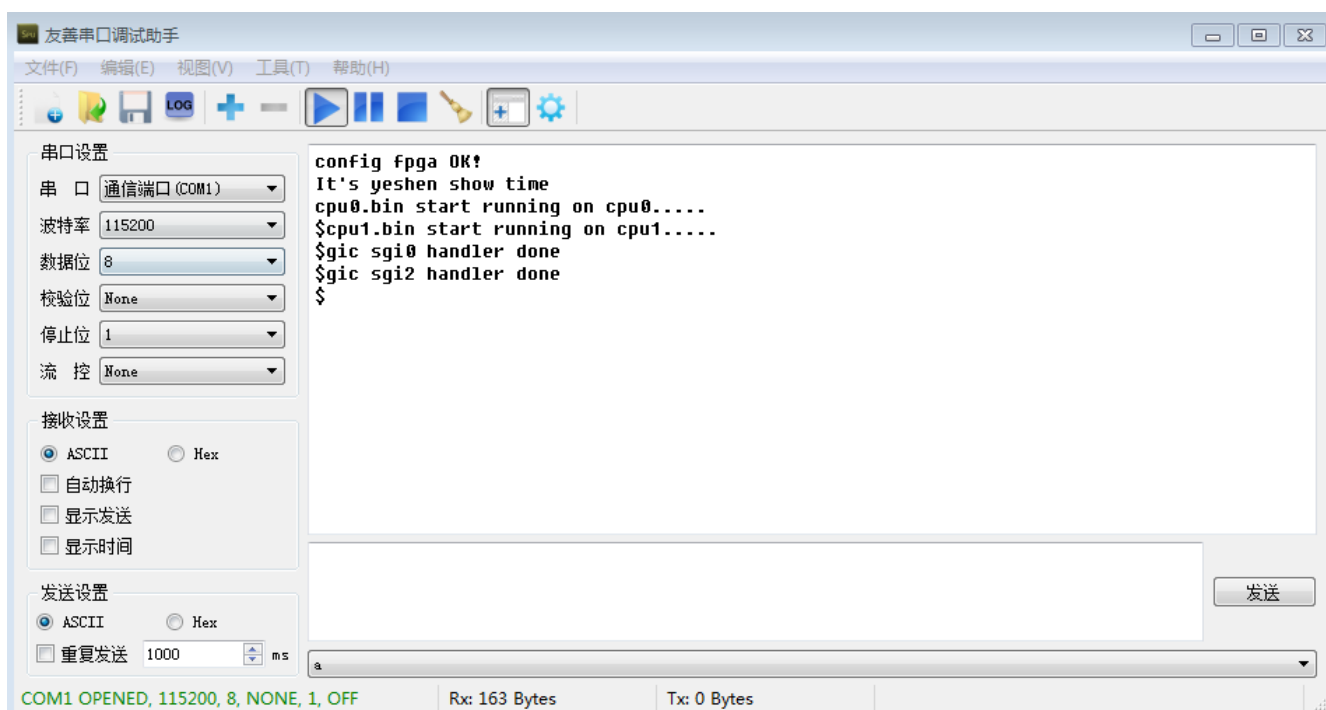 友善串口调试助手
文件(F) 编辑(E) 视图(V) 工具(T) 帮助(H)
LOG
串口设置
串 口 通信端口(COM1)
波特率 115200
数据位 8
校验位 None
停止位 1
流 控 None
接收设置
ASCII Hex
自动换行
显示发送
显示时间
发送设置
ASCII Hex
重复发送 1000 ms
config fpga OK!
It's yeshen show time
cpu0.bin start running on cpu0.....
$cpu1.bin start running on cpu1.....
$gic sgi0 handler done
$gic sgi2 handler done
$
发送
a
COM1 OPENED, 115200, 8, NONE, 1, OFF Rx: 163 Bytes Tx: 0 Bytes